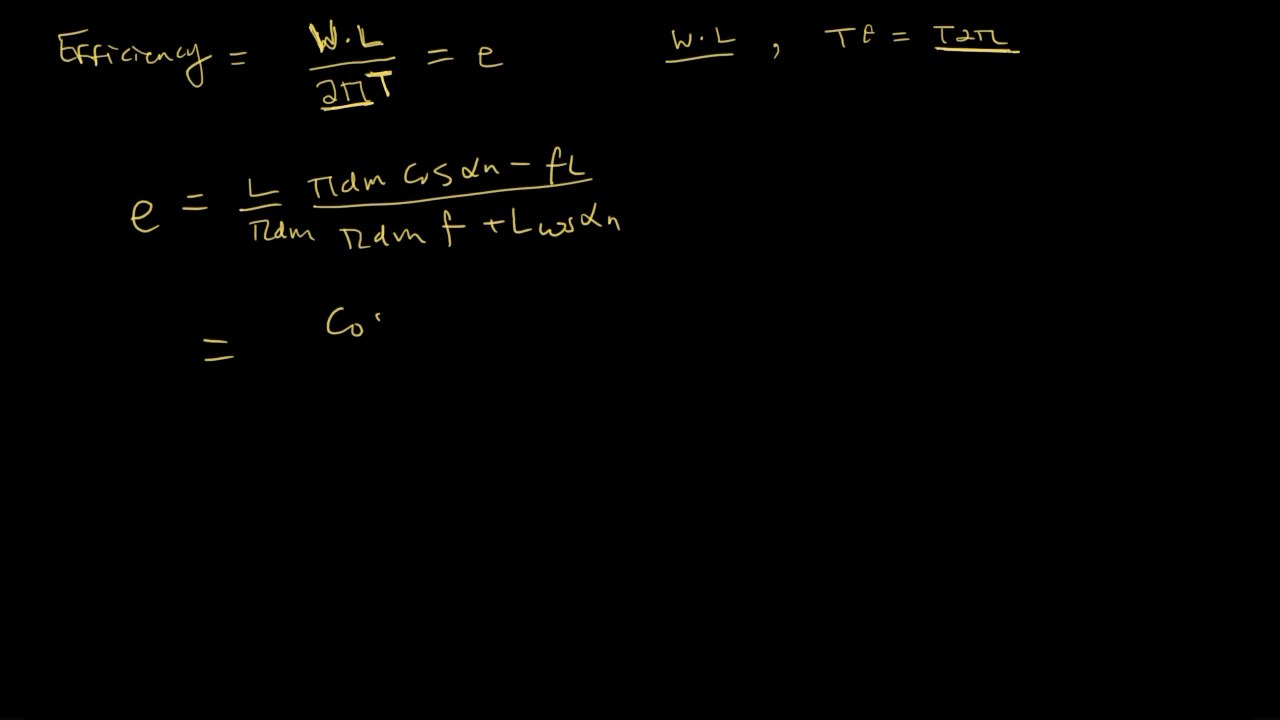 Efficiency = W.L / 2πT = e W.L , Tθ = T2π
e = L / πdm πdm cos αn - fL / πdm f + L cos αn
= Co